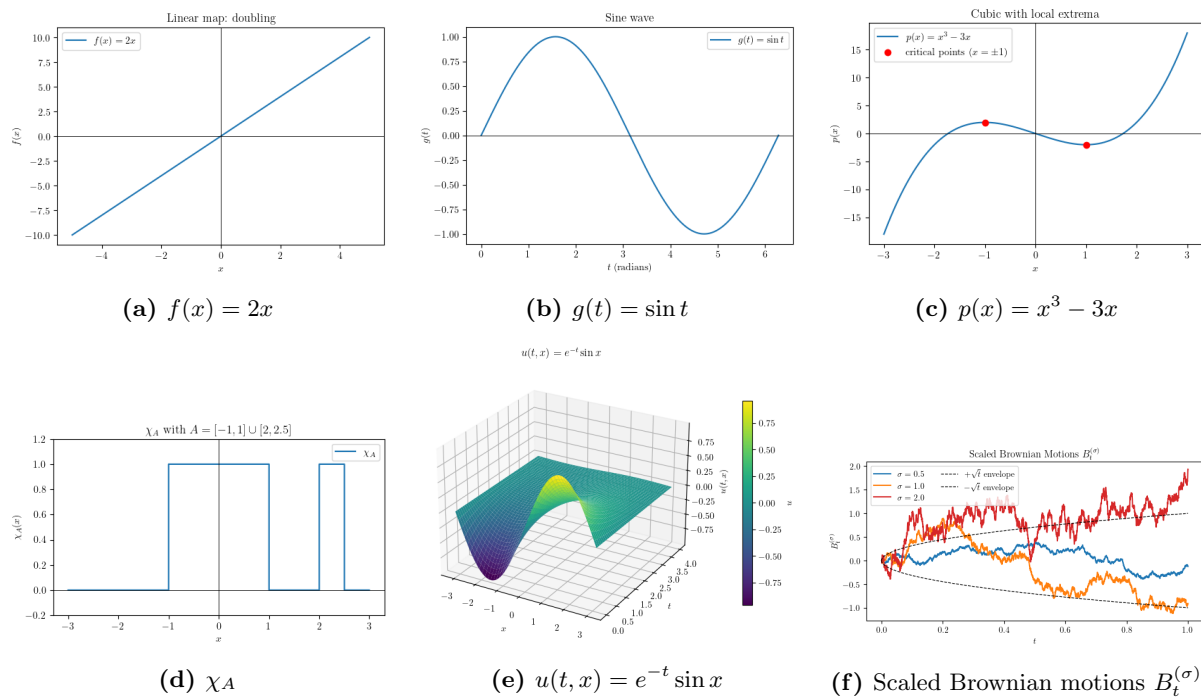 Linear map: doubling
f(x) = 2x
10.0
7.5
5.0
2.5
0.0
−2.5
−5.0
−7.5
−10.0
f(x)
−4 −2 0 2 4
x
(a) f(x) = 2x
Sine wave
g(t) = sin t
1.00
0.75
0.50
0.25
0.00
−0.25
−0.50
−0.75
−1.00
g(t)
0 1 2 3 4 5 6
t (radians)
(b) g(t) = sin t
Cubic with local extrema
p(x) = x³ − 3x
critical points (x = ±1)
15
10
5
0
−5
−10
−15
p(x)
−3 −2 −1 0 1 2 3
x
(c) p(x) = x³ − 3x
χ_A with A = [−1, 1] ∪ [2, 2.5]
χ_A
1.2
1.0
0.8
0.6
0.4
0.2
0.0
−0.2
χ_A(x)
−3 −2 −1 0 1 2 3
x
(d) χ_A
u(t, x) = e^{−t} sin x
0.75
0.50
0.25
0.00
−0.25
−0.50
−0.75
u(t, x)
−3 −2 −1 0 1 2 3
x
0.0 0.5 1.0 1.5 2.0 2.5 3.0 3.5 4.0
t
0.75
0.50
0.25
0.00
−0.25
−0.50
−0.75
u
(e) u(t, x) = e^{−t} sin x
Scaled Brownian Motions B_t^{(σ)}
σ = 0.5
σ = 1.0
σ = 2.0
+√t envelope
−√t envelope
2.0
1.5
1.0
0.5
0.0
−0.5
−1.0
B_t^{(σ)}
0.0 0.2 0.4 0.6 0.8 1.0
t
(f) Scaled Brownian motions B_t^{(σ)}